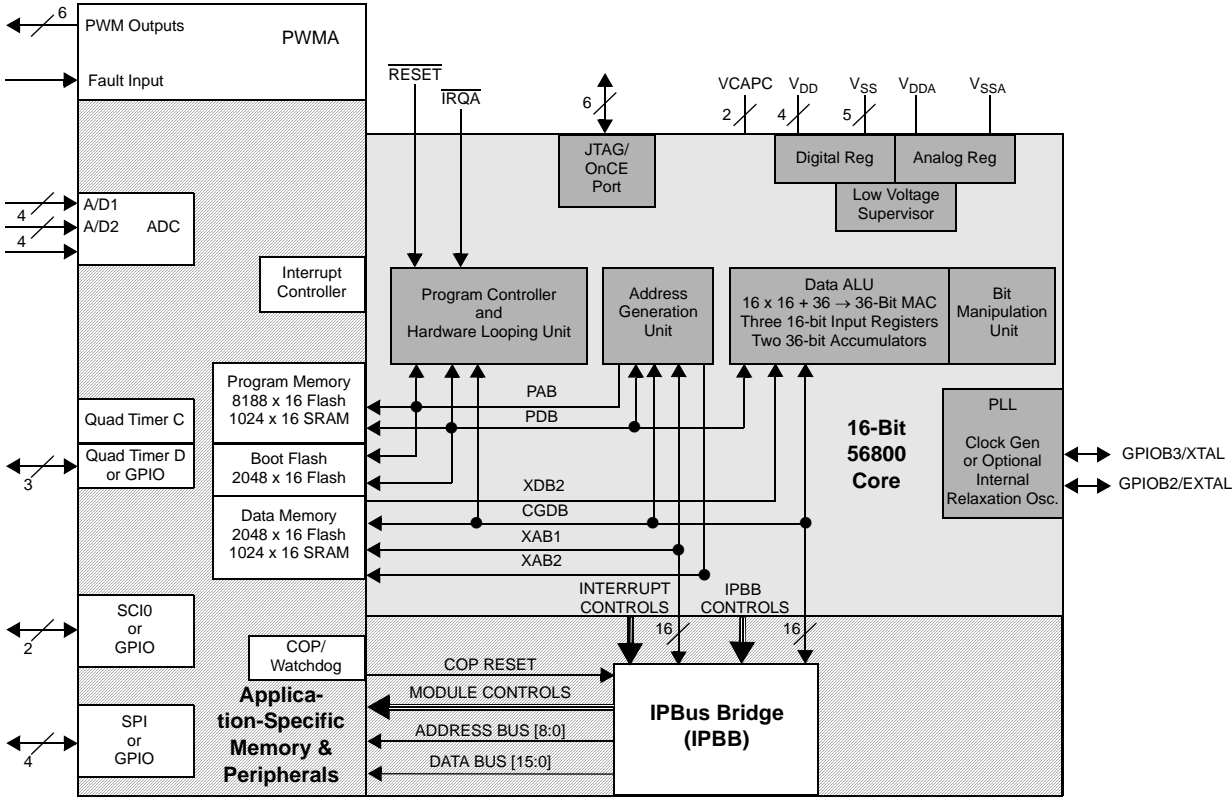 6
PWM Outputs
PWMA
Fault Input
RESET
IRQA
6
VCAPC
VDD
VSS
VDDA
VSSA
2
4
5
JTAG/
OnCE
Port
Digital Reg
Analog Reg
Low Voltage
Supervisor
A/D1
A/D2
ADC
4
4
Interrupt
Controller
Program Controller
and
Hardware Looping Unit
Address
Generation
Unit
Data ALU
16 x 16 + 36 → 36-Bit MAC
Three 16-bit Input Registers
Two 36-bit Accumulators
Bit
Manipulation
Unit
Program Memory
8188 x 16 Flash
1024 x 16 SRAM
PAB
PDB
Quad Timer C
Quad Timer D
or GPIO
3
Boot Flash
2048 x 16 Flash
XDB2
CGDB
XAB1
XAB2
Data Memory
2048 x 16 Flash
1024 x 16 SRAM
16-Bit
56800
Core
PLL
Clock Gen
or Optional
Internal
Relaxation Osc.
GPIOB3/XTAL
GPIOB2/EXTAL
INTERRUPT
CONTROLS
IPBB
CONTROLS
16
16
SCI0
or
GPIO
2
COP/
Watchdog
COP RESET
MODULE CONTROLS
ADDRESS BUS [8:0]
DATA BUS [15:0]
IPBus Bridge
(IPBB)
Applica-
tion-Specific
Memory &
Peripherals
SPI
or
GPIO
4